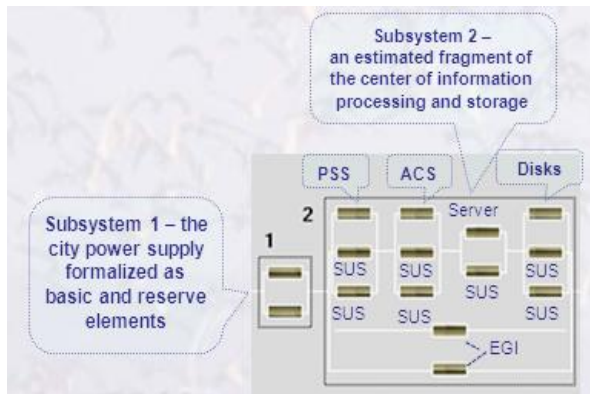 Subsystem 2 –
an estimated fragment of
the center of information
processing and storage
PSS
ACS
Disks
Subsystem 1 – the
city power supply
formalized as
basic and reserve
elements
1
2
Server
SUS
SUS
SUS
SUS
SUS
SUS
SUS
EGI